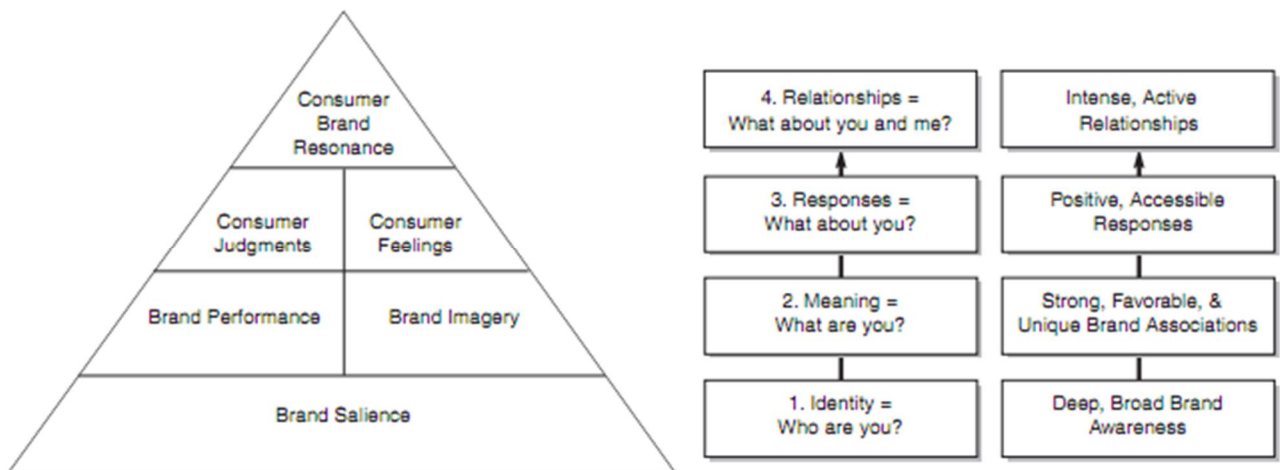 Consumer
Brand
Resonance
Consumer
Judgments
Consumer
Feelings
Brand Performance
Brand Imagery
Brand Salience
4. Relationships =
What about you and me?
3. Responses =
What about you?
2. Meaning =
What are you?
1. Identity =
Who are you?
Intense, Active
Relationships
Positive, Accessible
Responses
Strong, Favorable, &
Unique Brand Associations
Deep, Broad Brand
Awareness